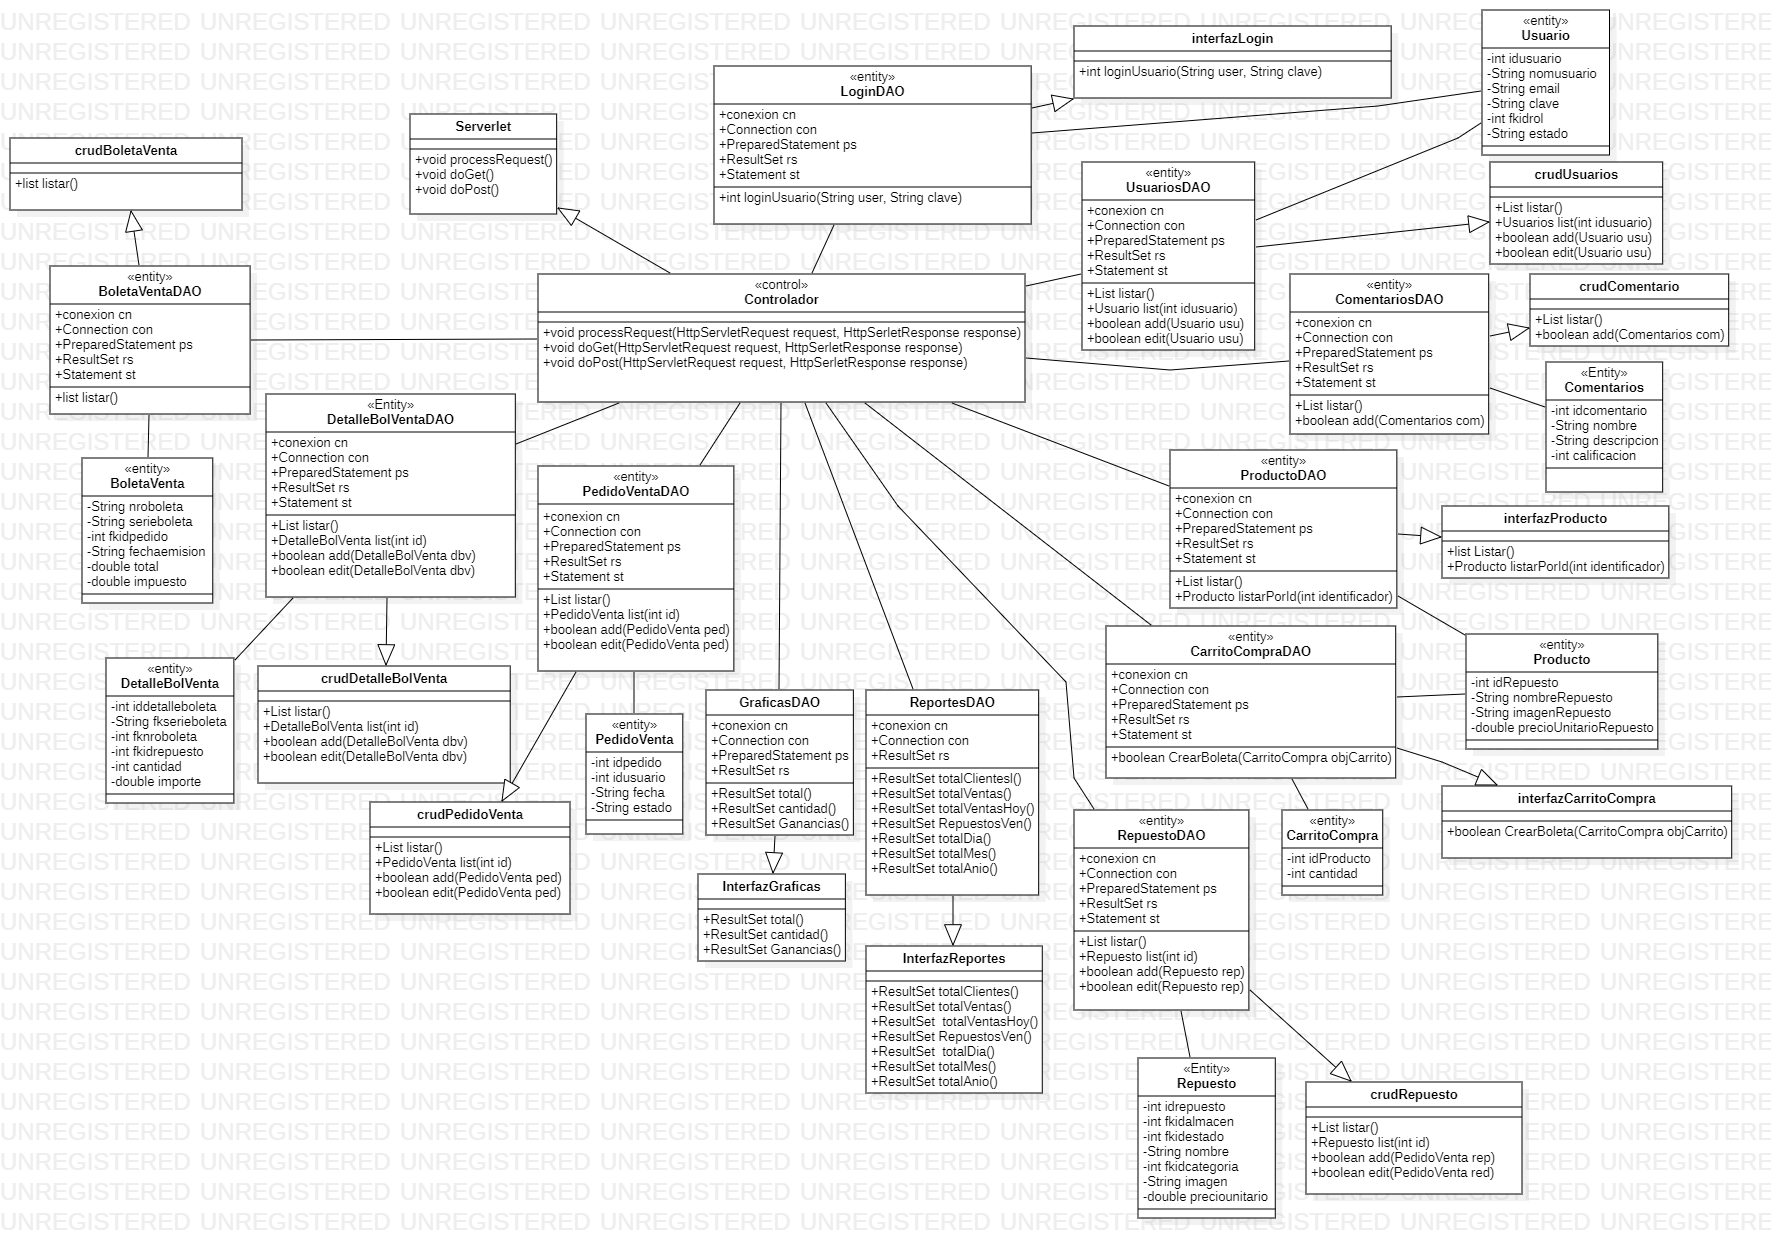 interfazLogin
+int loginUsuario(String user, String clave)
«entity»
Usuario
-int idusuario
-String nomusuario
-String email
-String clave
-int fkidrol
-String estado
«entity»
LoginDAO
+conexion cn
+Connection con
+PreparedStatement ps
+ResultSet rs
+Statement st
+int loginUsuario(String user, String clave)
Serverlet
+void processRequest()
+void doGet()
+void doPost()
crudBoletaVenta
+list listar()
«entity»
UsuariosDAO
+conexion cn
+Connection con
+PreparedStatement ps
+ResultSet rs
+Statement st
+List listar()
+Usuario list(int idusuario)
+boolean add(Usuario usu)
+boolean edit(Usuario usu)
crudUsuarios
+List listar()
+Usuarios list(int idusuario)
+boolean add(Usuario usu)
+boolean edit(Usuario usu)
«entity»
BoletaVentaDAO
+conexion cn
+Connection con
+PreparedStatement ps
+ResultSet rs
+Statement st
+list listar()
«control»
Controlador
+void processRequest(HttpServletRequest request, HttpSerletResponse response)
+void doGet(HttpServletRequest request, HttpSerletResponse response)
+void doPost(HttpServletRequest request, HttpSerletResponse response)
«entity»
ComentariosDAO
+conexion cn
+Connection con
+PreparedStatement ps
+ResultSet rs
+Statement st
+List listar()
+boolean add(Comentarios com)
crudComentario
+List listar()
+boolean add(Comentarios com)
«Entity»
Comentarios
-int idcomentario
-String nombre
-String descripcion
-int calificacion
«entity»
BoletaVenta
-String nroboleta
-String serieboleta
-int fkidpedido
-String fechaemision
-double total
-double impuesto
«Entity»
DetalleBolVentaDAO
+conexion cn
+Connection con
+PreparedStatement ps
+ResultSet rs
+Statement st
+List listar()
+DetalleBolVenta list(int id)
+boolean add(DetalleBolVenta dbv)
+boolean edit(DetalleBolVenta dbv)
«entity»
PedidoVentaDAO
+conexion cn
+Connection con
+PreparedStatement ps
+ResultSet rs
+Statement st
+List listar()
+PedidoVenta list(int id)
+boolean add(PedidoVenta ped)
+boolean edit(PedidoVenta ped)
«entity»
ProductoDAO
+conexion cn
+Connection con
+PreparedStatement ps
+ResultSet rs
+Statement st
+List listar()
+Producto listarPorId(int identificador)
interfazProducto
+list Listar()
+Producto listarPorId(int identificador)
«entity»
DetalleBolVenta
-int iddetalleboleta
-String fkserieboleta
-int fknroboleta
-int fkidrepuesto
-int cantidad
-double importe
crudDetalleBolVenta
+List listar()
+DetalleBolVenta list(int id)
+boolean add(DetalleBolVenta dbv)
+boolean edit(DetalleBolVenta dbv)
«entity»
CarritoCompraDAO
+conexion cn
+Connection con
+PreparedStatement ps
+ResultSet rs
+Statement st
+boolean CrearBoleta(CarritoCompra objCarrito)
«entity»
Producto
-int idRepuesto
-String nombreRepuesto
-String imagenRepuesto
-double precioUnitarioRepuesto
crudPedidoVenta
+List listar()
+PedidoVenta list(int id)
+boolean add(PedidoVenta ped)
+boolean edit(PedidoVenta ped)
«entity»
PedidoVenta
-int idpedido
-int idusuario
-String fecha
-String estado
GraficasDAO
+conexion cn
+Connection con
+PreparedStatement ps
+ResultSet rs
+ResultSet total()
+ResultSet cantidad()
+ResultSet Ganancias()
ReportesDAO
+conexion cn
+Connection con
+ResultSet rs
+ResultSet totalClientesl()
+ResultSet totalVentas()
+ResultSet totalVentasHoy()
+ResultSet RepuestosVen()
+ResultSet totalDia()
+ResultSet totalMes()
+ResultSet totalAnio()
«entity»
RepuestoDAO
+conexion cn
+Connection con
+PreparedStatement ps
+ResultSet rs
+Statement st
+List listar()
+Repuesto list(int id)
+boolean add(Repuesto rep)
+boolean edit(Repuesto rep)
«entity»
CarritoCompra
-int idProducto
-int cantidad
interfazCarritoCompra
+boolean CrearBoleta(CarritoCompra objCarrito)
InterfazGraficas
+ResultSet total()
+ResultSet cantidad()
+ResultSet Ganancias()
InterfazReportes
+ResultSet totalClientes()
+ResultSet totalVentas()
+ResultSet  totalVentasHoy()
+ResultSet RepuestosVen()
+ResultSet  totalDia()
+ResultSet totalMes()
+ResultSet totalAnio()
«Entity»
Repuesto
-int idrepuesto
-int fkidalmacen
-int fkidestado
-String nombre
-int fkidcategoria
-String imagen
-double preciounitario
crudRepuesto
+List listar()
+Repuesto list(int id)
+boolean add(PedidoVenta rep)
+boolean edit(PedidoVenta red)
UNREGISTERED